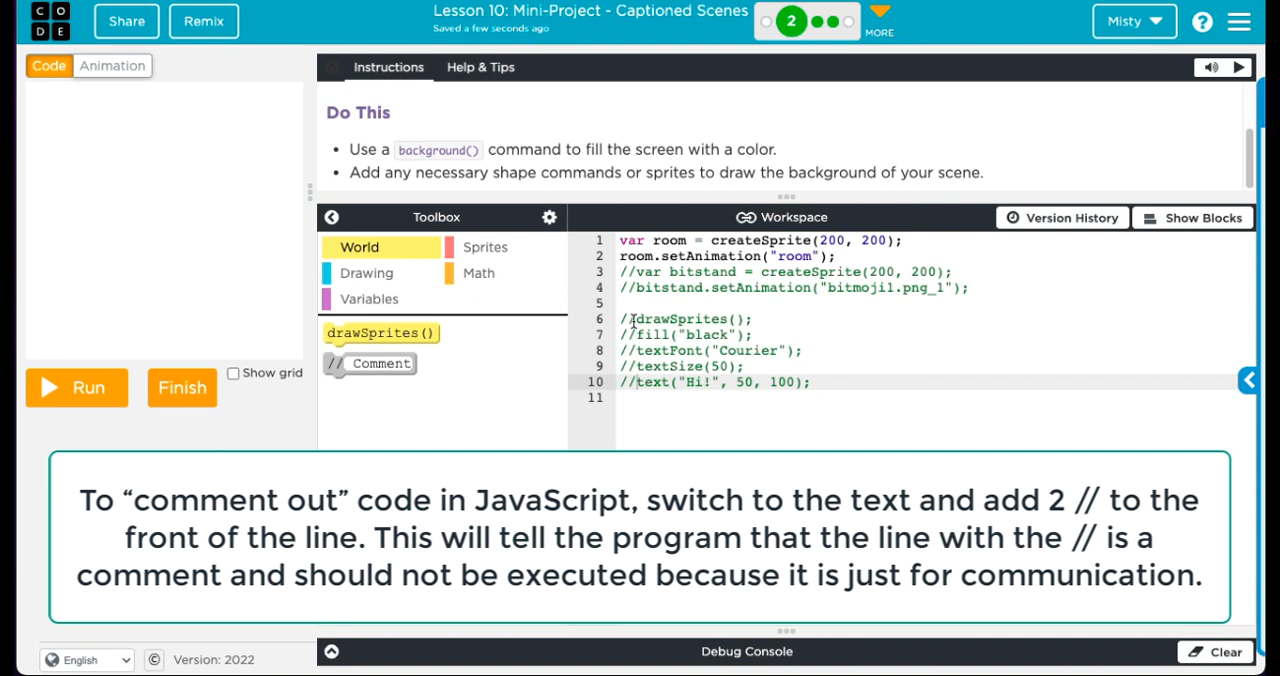 C O
D E
Share
Remix
Lesson 10: Mini-Project - Captioned Scenes
Saved a few seconds ago
2
MORE
Misty
?
Code
Animation
Instructions
Help & Tips
Do This
• Use a background() command to fill the screen with a color.
• Add any necessary shape commands or sprites to draw the background of your scene.
Toolbox
Workspace
Version History
Show Blocks
World
Sprites
Drawing
Math
Variables
drawSprites()
// Comment
1 var room = createSprite(200, 200);
2 room.setAnimation("room");
3 //var bitstand = createSprite(200, 200);
4 //bitstand.setAnimation("bitmoji1.png_1");
5
6 //drawSprites();
7 //fill("black");
8 //textFont("Courier");
9 //textSize(50);
10 //text("Hi!", 50, 100);
11
Run
Finish
Show grid
To “comment out” code in JavaScript, switch to the text and add 2 // to the
front of the line. This will tell the program that the line with the // is a
comment and should not be executed because it is just for communication.
English
©
Version: 2022
Debug Console
Clear